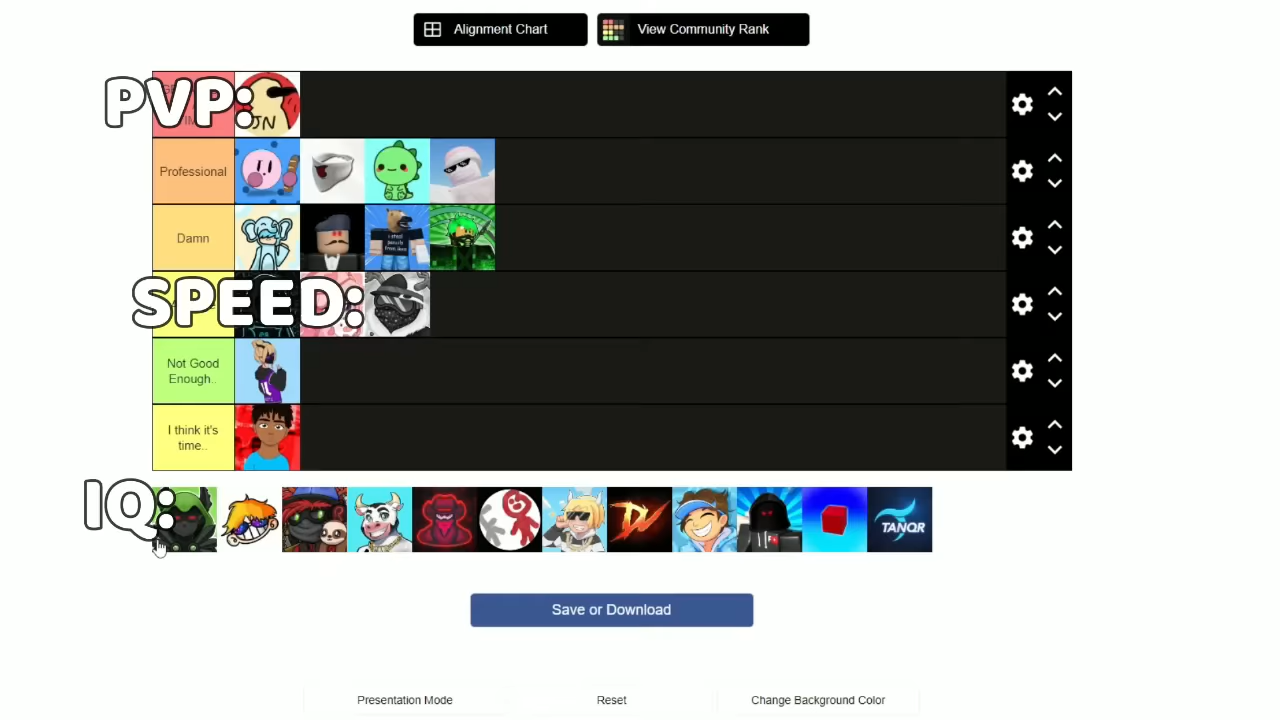 Alignment Chart
View Community Rank
PVP:
JN
Professional
Damn
SPEED:
Not Good
Enough..
I think it's
time..
IQ:
TANQR
Save or Download
Presentation Mode
Reset
Change Background Color